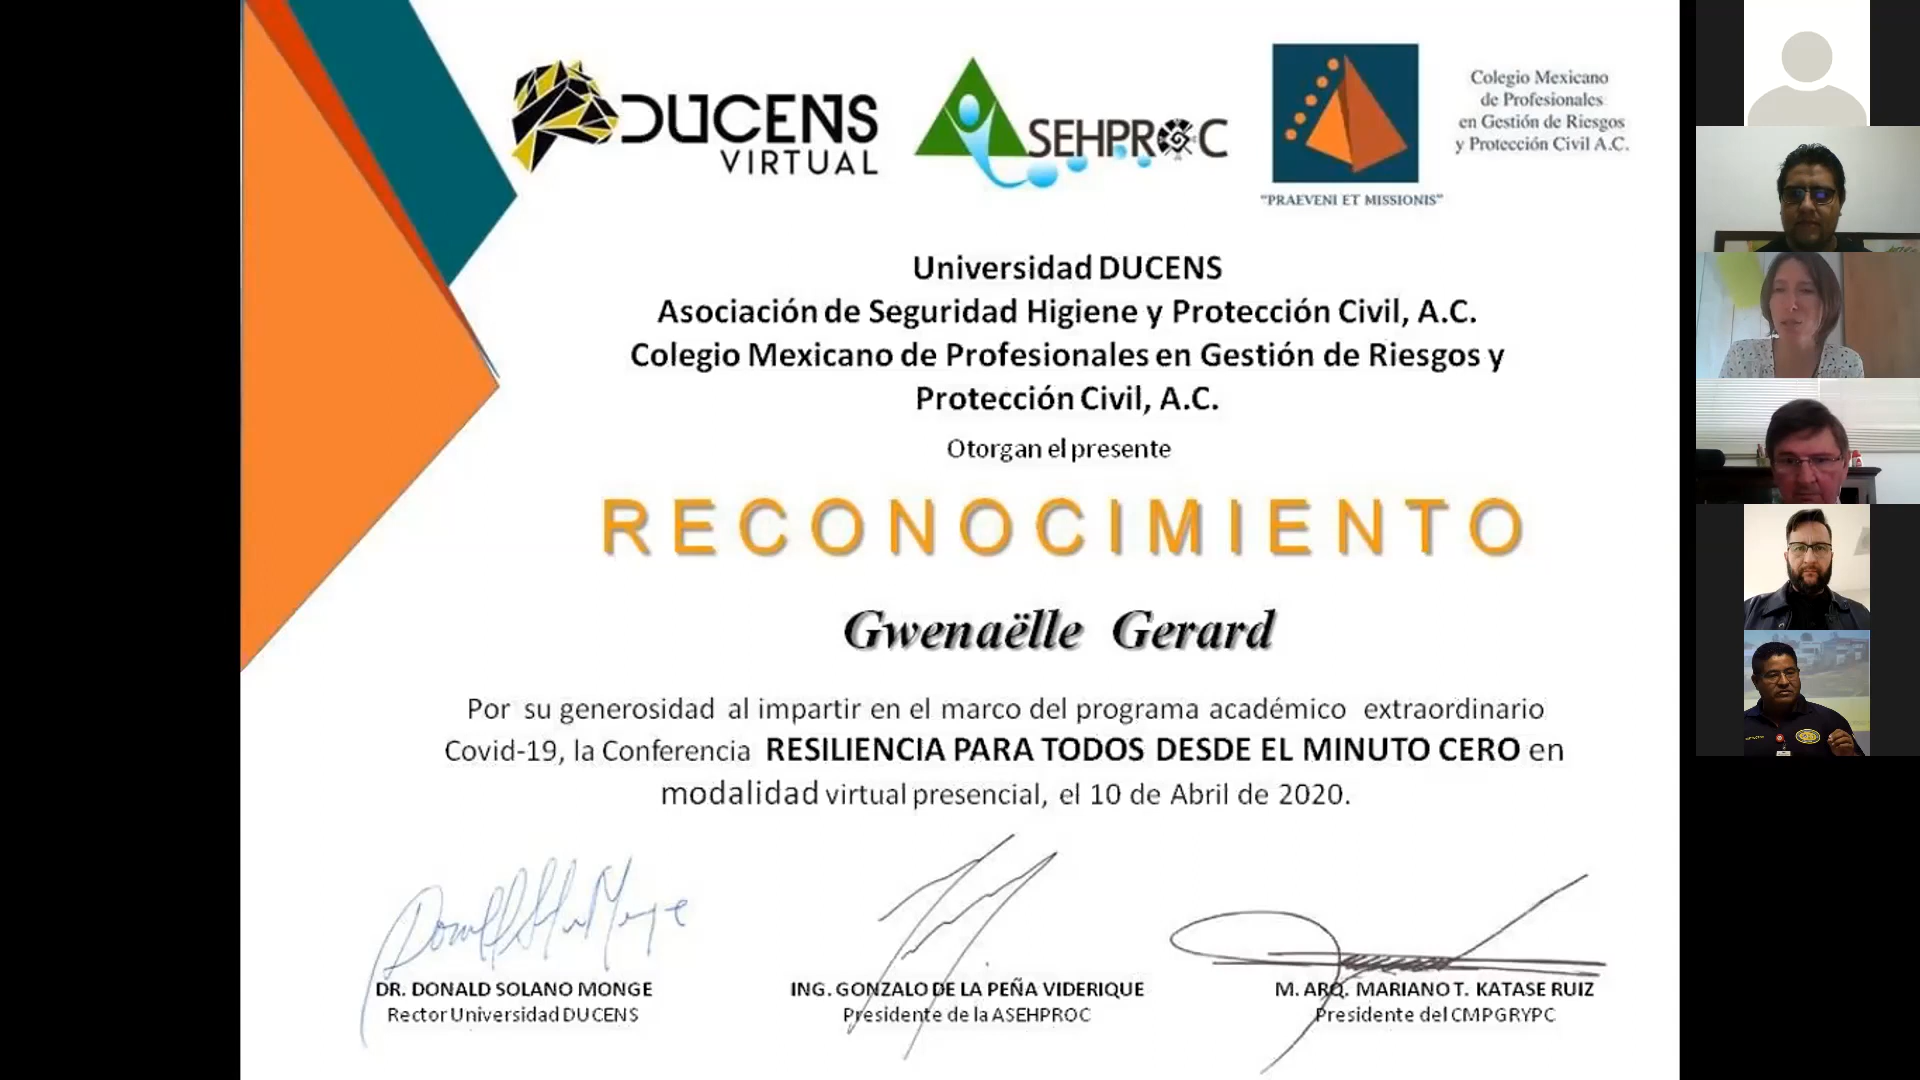 DUCENS
VIRTUAL
ASEHPROC
"PRAEVENI ET MISSIONIS"
Colegio Mexicano
de Profesionales
en Gestión de Riesgos
y Protección Civil A.C.
Universidad DUCENS
Asociación de Seguridad Higiene y Protección Civil, A.C.
Colegio Mexicano de Profesionales en Gestión de Riesgos y
Protección Civil, A.C.
Otorgan el presente
RECONOCIMIENTO
Gwenaëlle Gerard
Por su generosidad al impartir en el marco del programa académico extraordinario
Covid-19, la Conferencia RESILIENCIA PARA TODOS DESDE EL MINUTO CERO en
modalidad virtual presencial, el 10 de Abril de 2020.
DR. DONALD SOLANO MONGE
Rector Universidad DUCENS
ING. GONZALO DE LA PEÑA VIDERIQUE
Presidente de la ASEHPROC
M. ARQ. MARIANO T. KATASE RUIZ
Presidente del CMPGRYPC